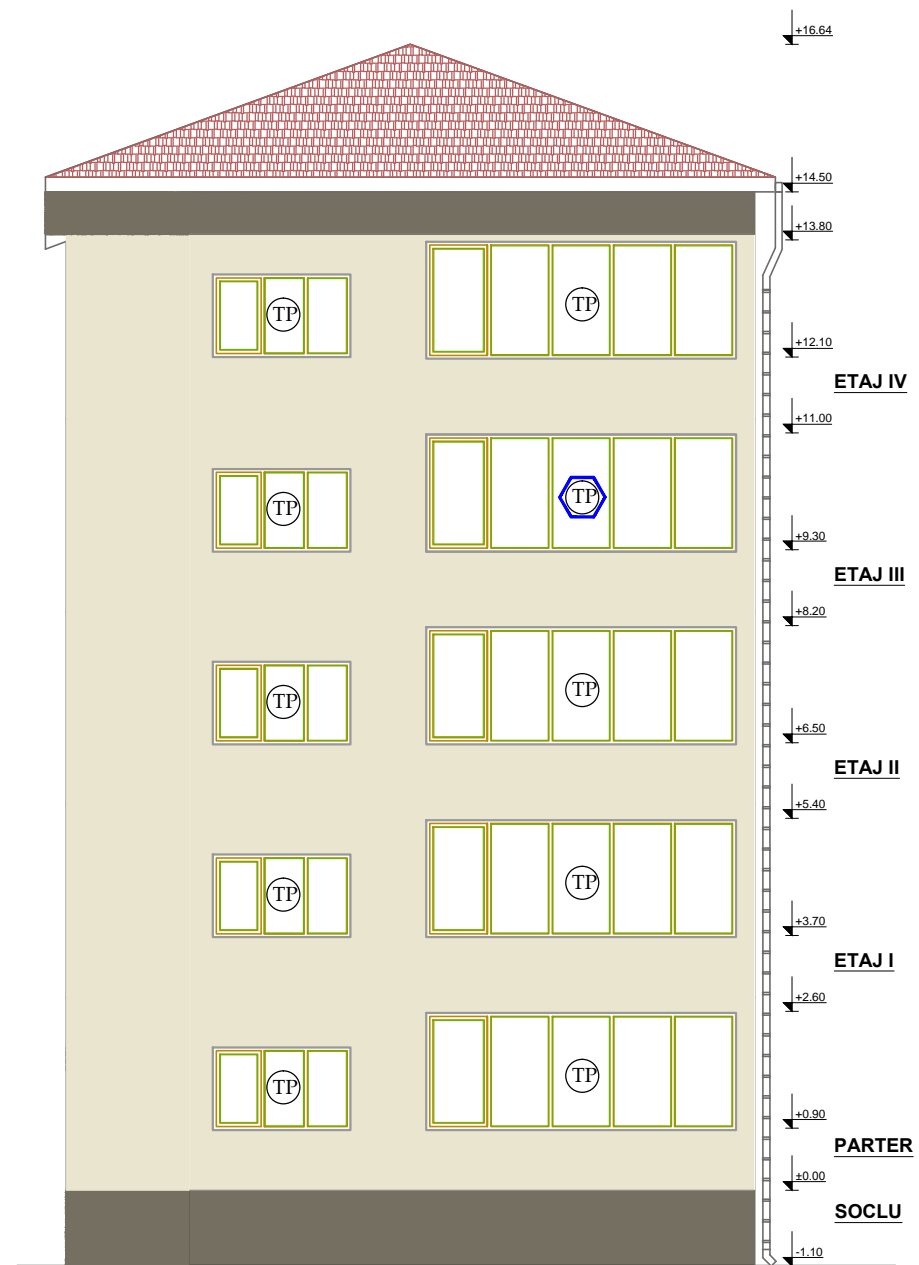 +16.64
+14.50
+13.80
TP TP
+12.10
ETAJ IV
+11.00
TP TP
+9.30
ETAJ III
+8.20
TP TP
+6.50
ETAJ II
+5.40
TP TP
+3.70
ETAJ I
+2.60
TP TP
+0.90
PARTER
±0.00
SOCLU
-1.10